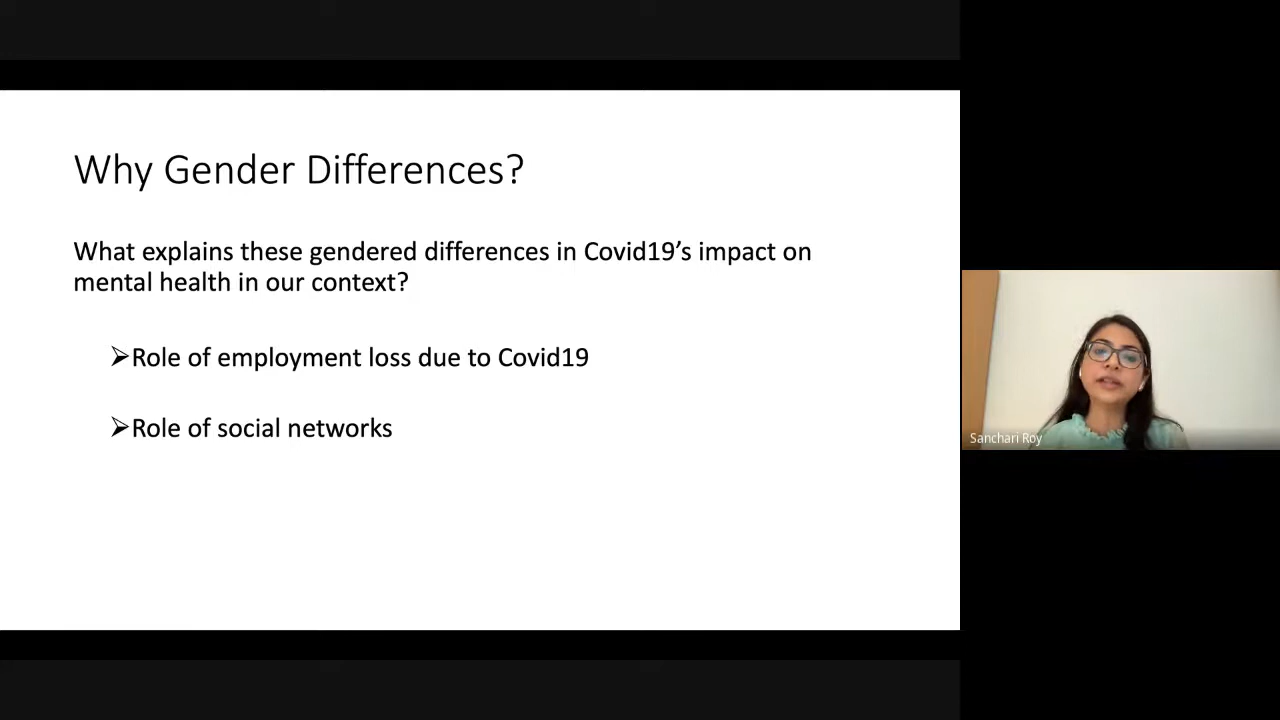 Why Gender Differences?
What explains these gendered differences in Covid19’s impact on
mental health in our context?
➢Role of employment loss due to Covid19
➢Role of social networks
Sanchari Roy